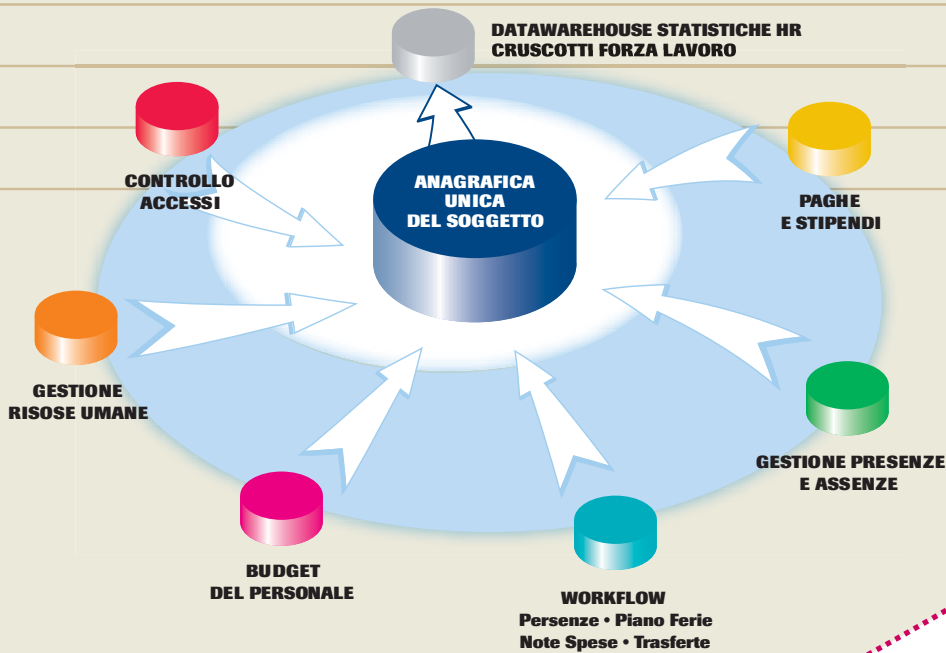 DATAWAREHOUSE STATISTICHE HR
CRUSCOTTI FORZA LAVORO
ANAGRAFICA
UNICA
DEL SOGGETTO
CONTROLLO
ACCESSI
PAGHE
E STIPENDI
GESTIONE
RISOSE UMANE
GESTIONE PRESENZE
E ASSENZE
BUDGET
DEL PERSONALE
WORKFLOW
Persenze • Piano Ferie
Note Spese • Trasferte